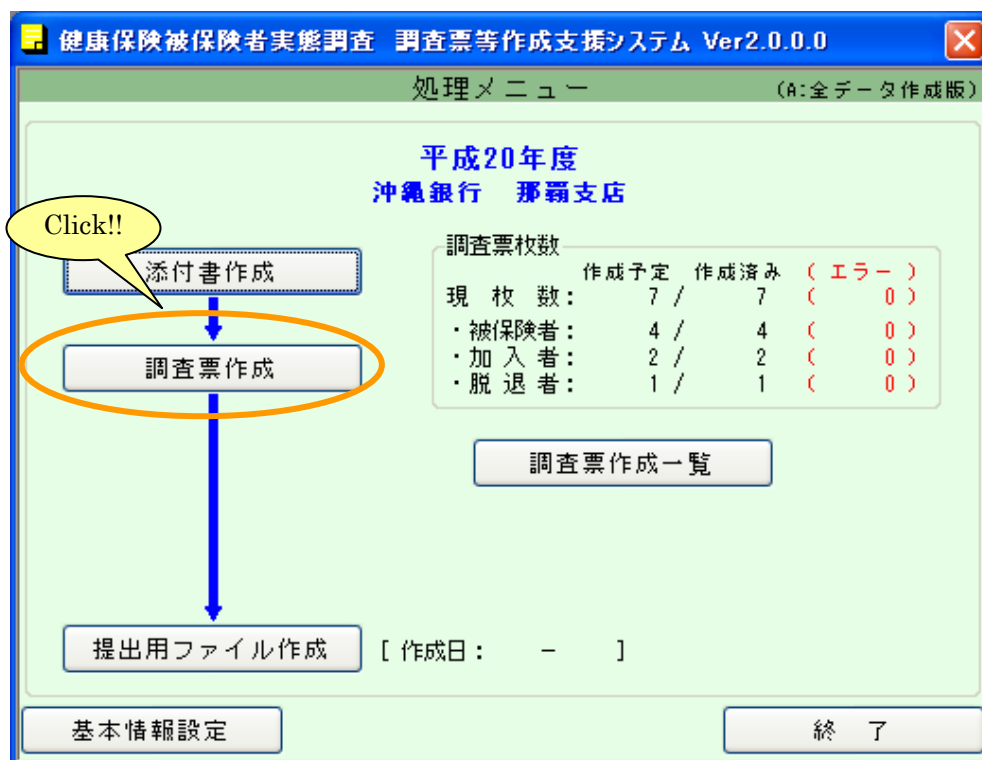 健康保険被保険者実態調査 調査票等作成支援システム Ver2.0.0.0
処理メニュー (A:全データ作成版)
平成20年度
沖縄銀行 那覇支店
Click!!
添付書作成
調査票作成
調査票枚数
作成予定 作成済み ( エラー )
現 枚 数: 7 / 7 ( 0 )
・被保険者: 4 / 4 ( 0 )
・加 入 者: 2 / 2 ( 0 )
・脱 退 者: 1 / 1 ( 0 )
調査票作成一覧
提出用ファイル作成 [ 作成日: - ]
基本情報設定
終 了